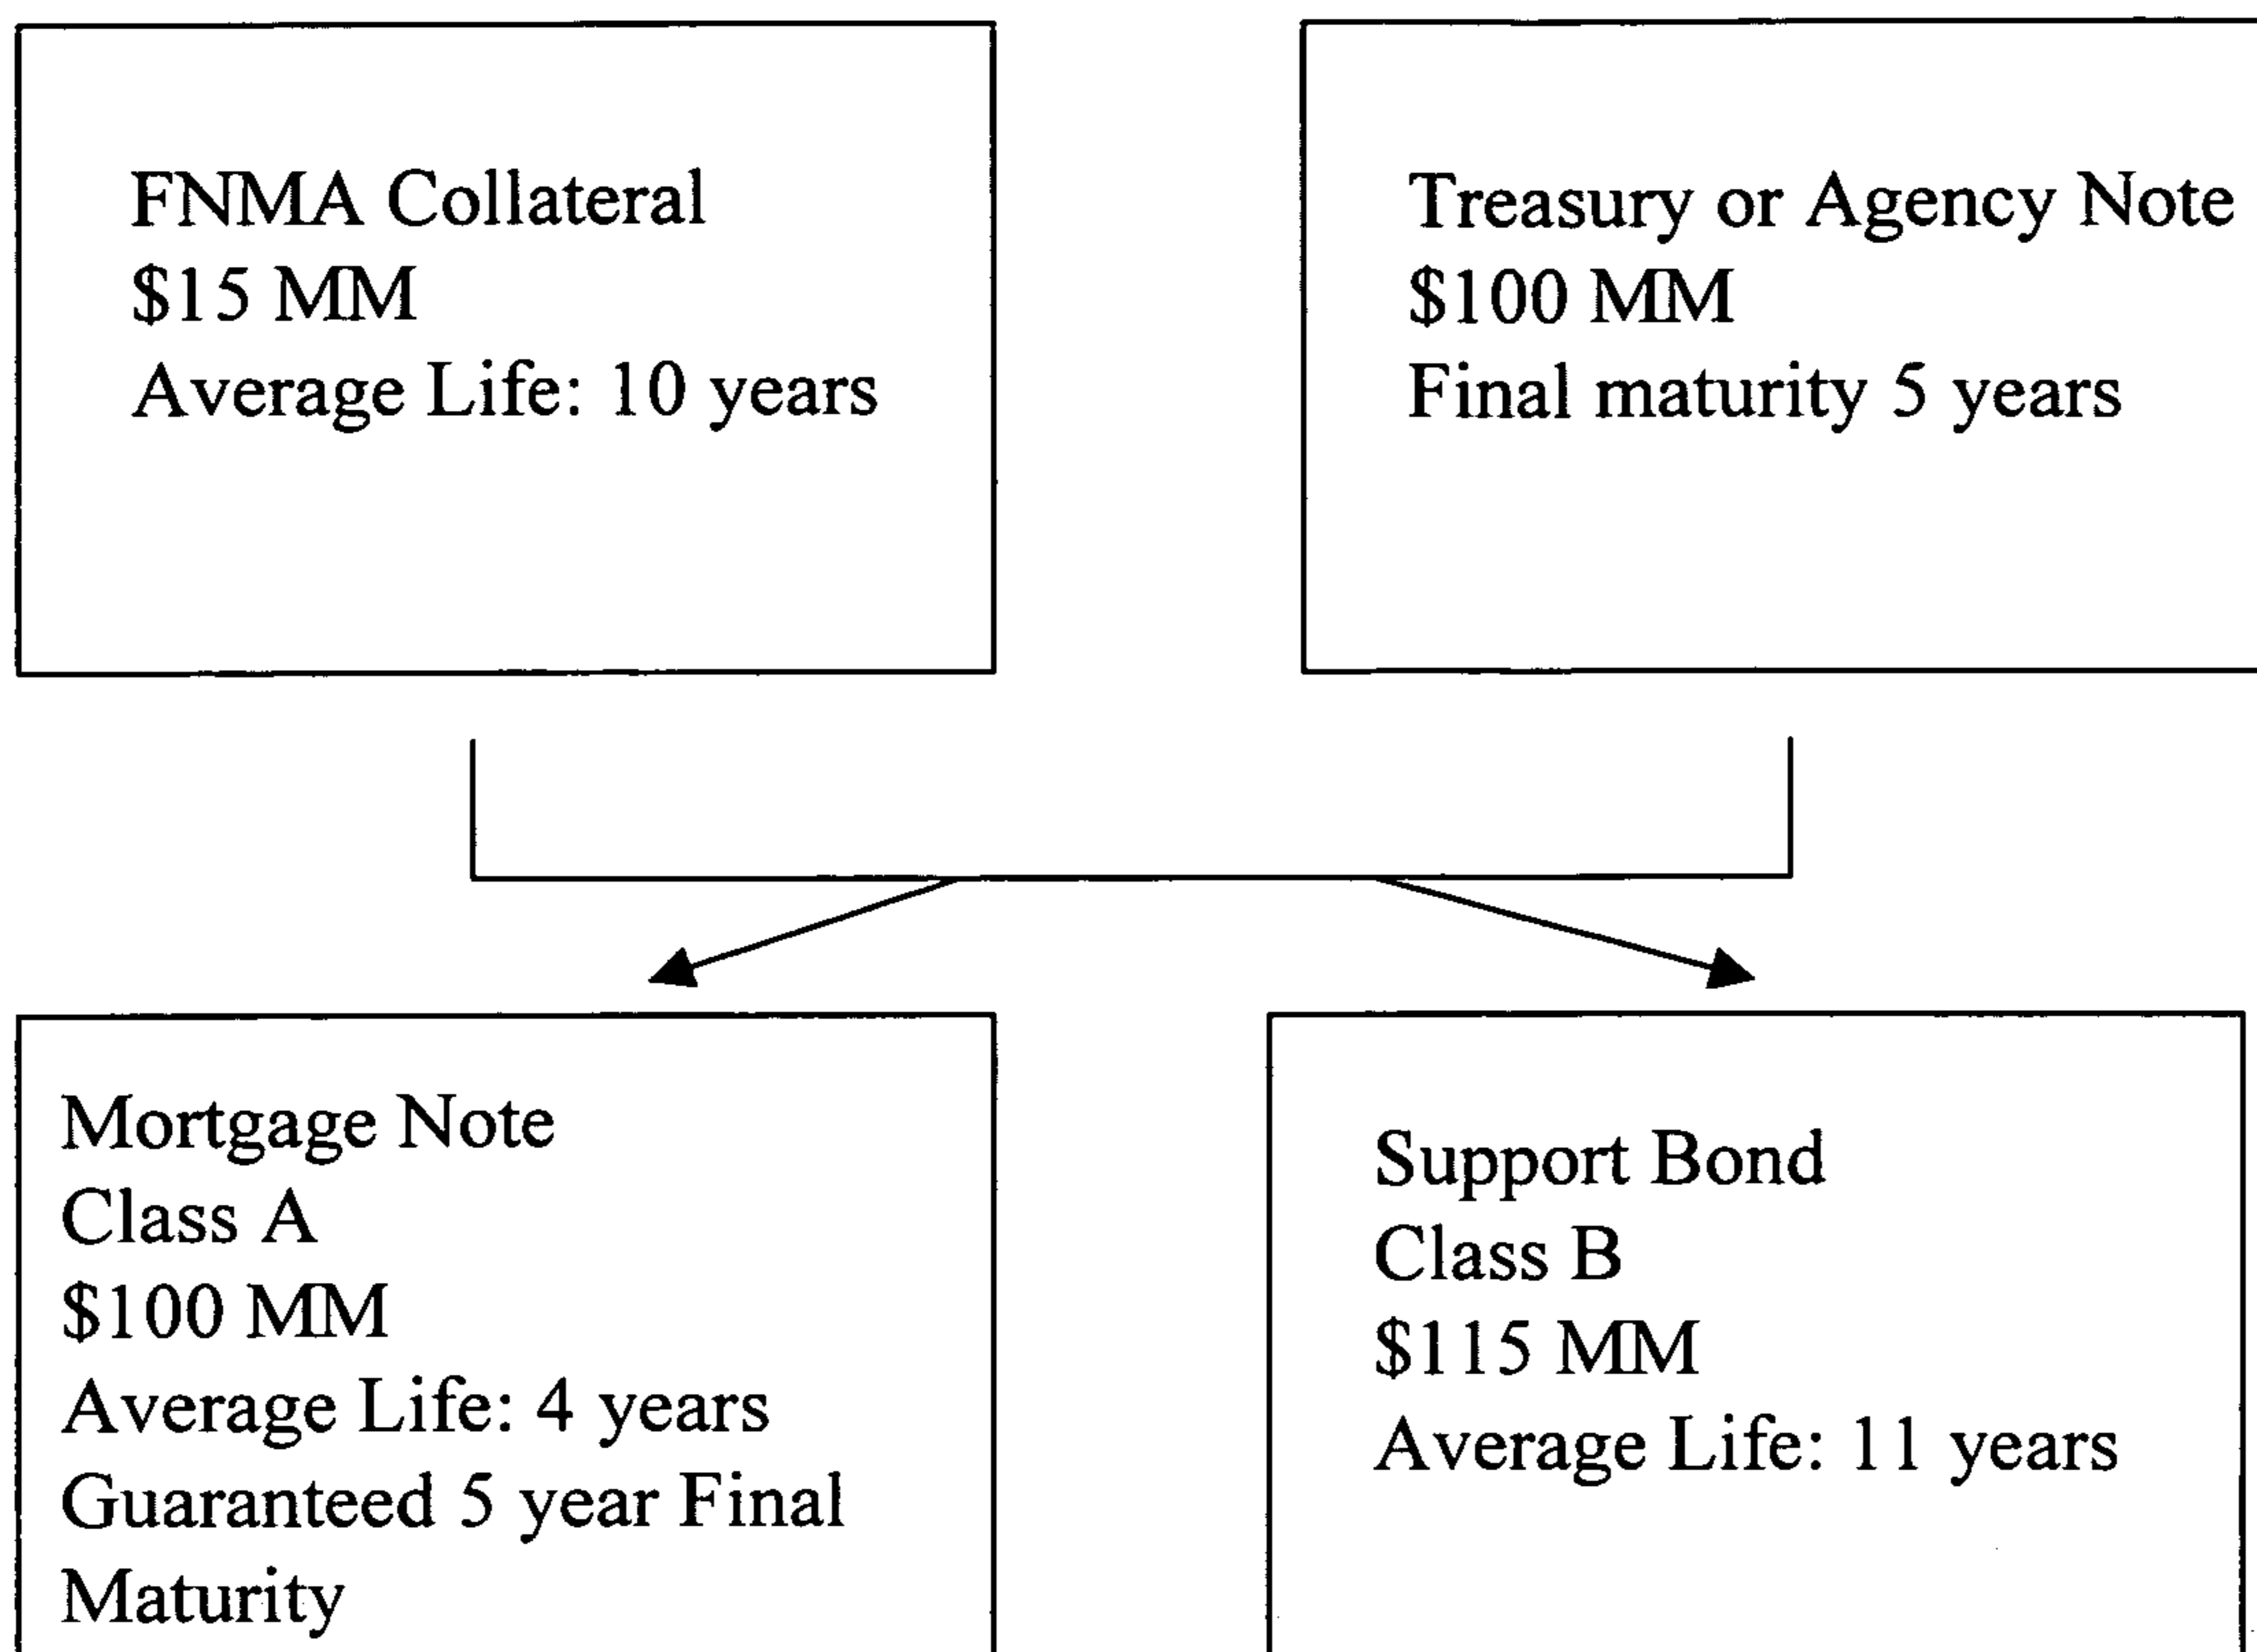 FNMA Collateral
$15 MM
Average Life: 10 years
Treasury or Agency Note
$100 MM
Final maturity 5 years
Mortgage Note
Class A
$100 MM
Average Life: 4 years
Guaranteed 5 year Final
Maturity
Support Bond
Class B
$115 MM
Average Life: 11 years